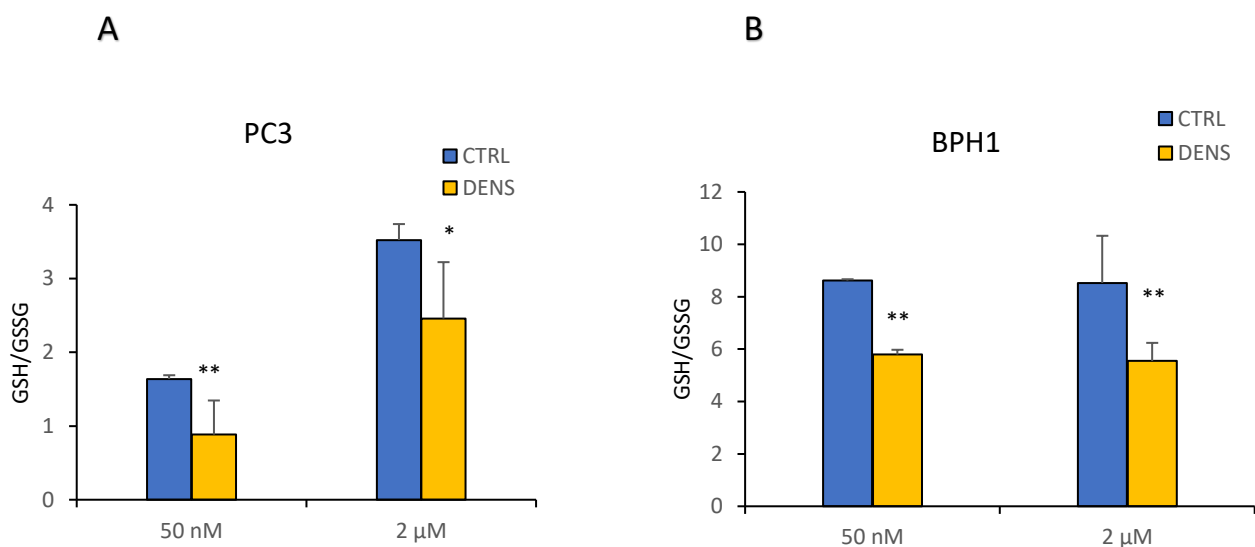 A
PC3
CTRL
DENS
GSH/GSSG
4
3
2
1
0
*
**
50 nM
2 µM
B
BPH1
CTRL
DENS
GSH/GSSG
12
10
8
6
4
2
0
**
**
50 nM
2 µM